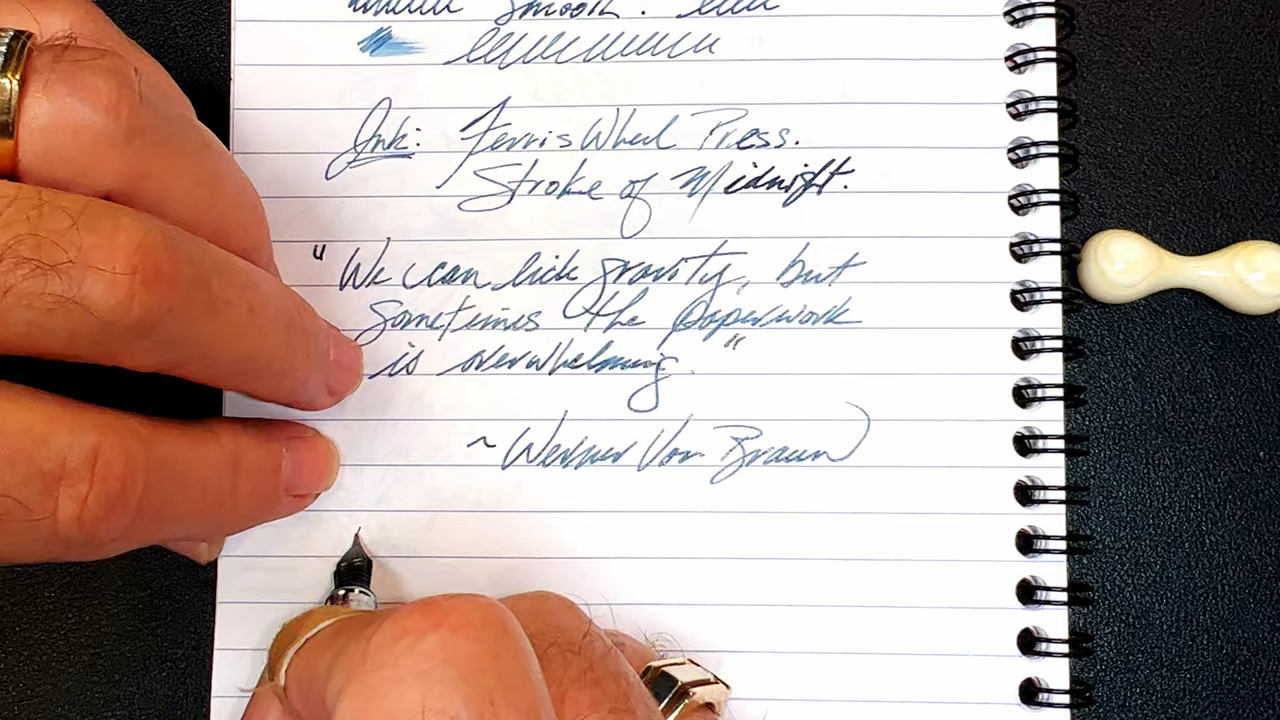 smooth.
Ink: Ferris Wheel Press.
Stroke of Midnight.
"We can lick gravity, but
Sometimes the paperwork
is overwhelming."
~Werner Von Braun